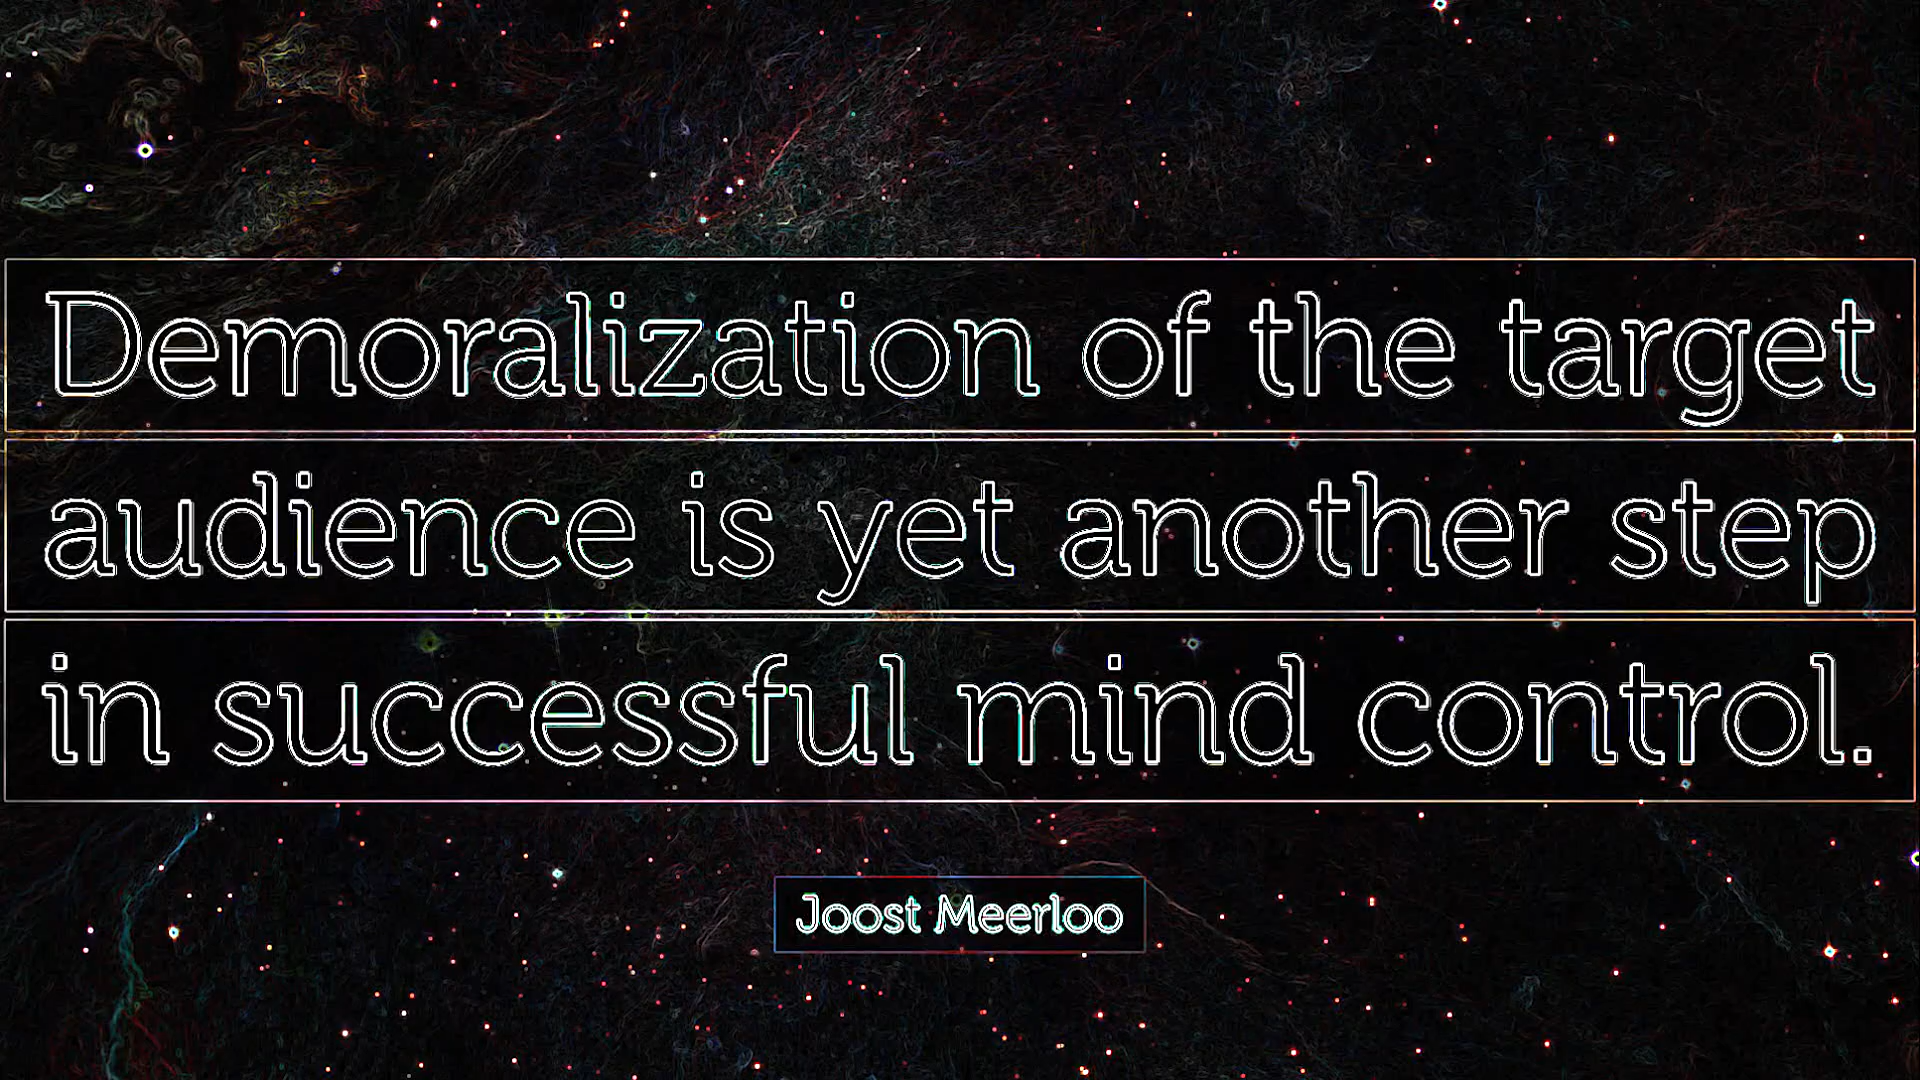 Demoralization of the target
audience is yet another step
in successful mind control.
Joost Meerloo